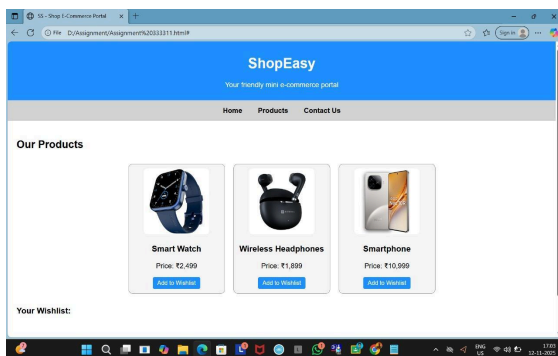 SS - Shop E-Commerce Portal
File D:/Assignment/Assignment%20333311.html#
Sign in
ShopEasy
Your friendly mini e-commerce portal
Home Products Contact Us
Our Products
Smart Watch Wireless Headphones Smartphone
Price: ₹2,499 Price: ₹1,899 Price: ₹10,999
Add to Wishlist Add to Wishlist Add to Wishlist
Your Wishlist:
ENG 17:03
US 12-11-2025